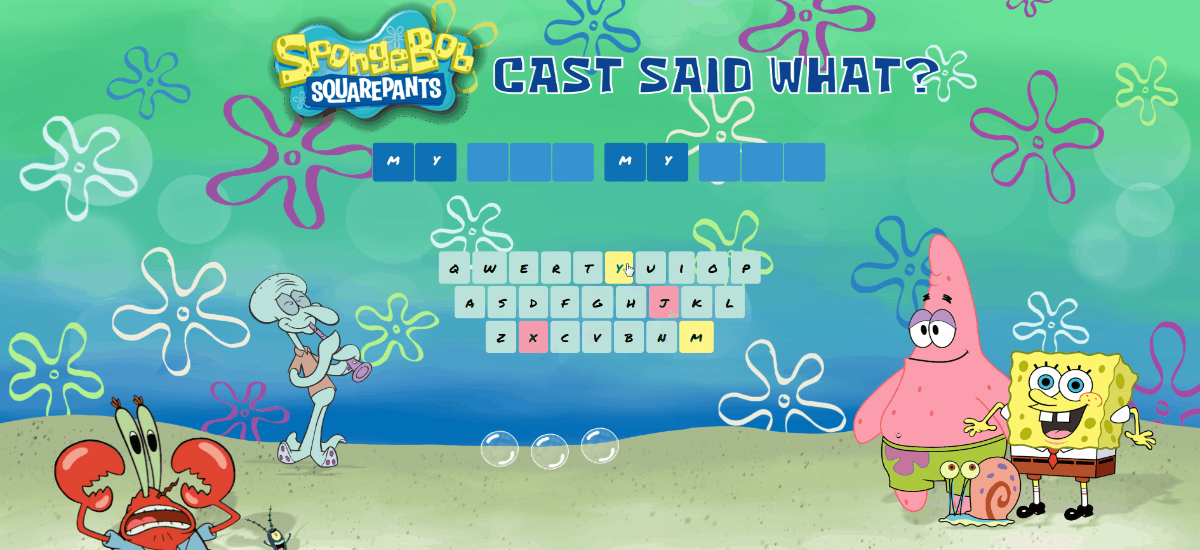 SPONGEBOB
SQUAREPANTS
CAST SAID WHAT?
M Y M Y
Q W E R T Y U I O P
A S D F G H J K L
Z X C V B N M